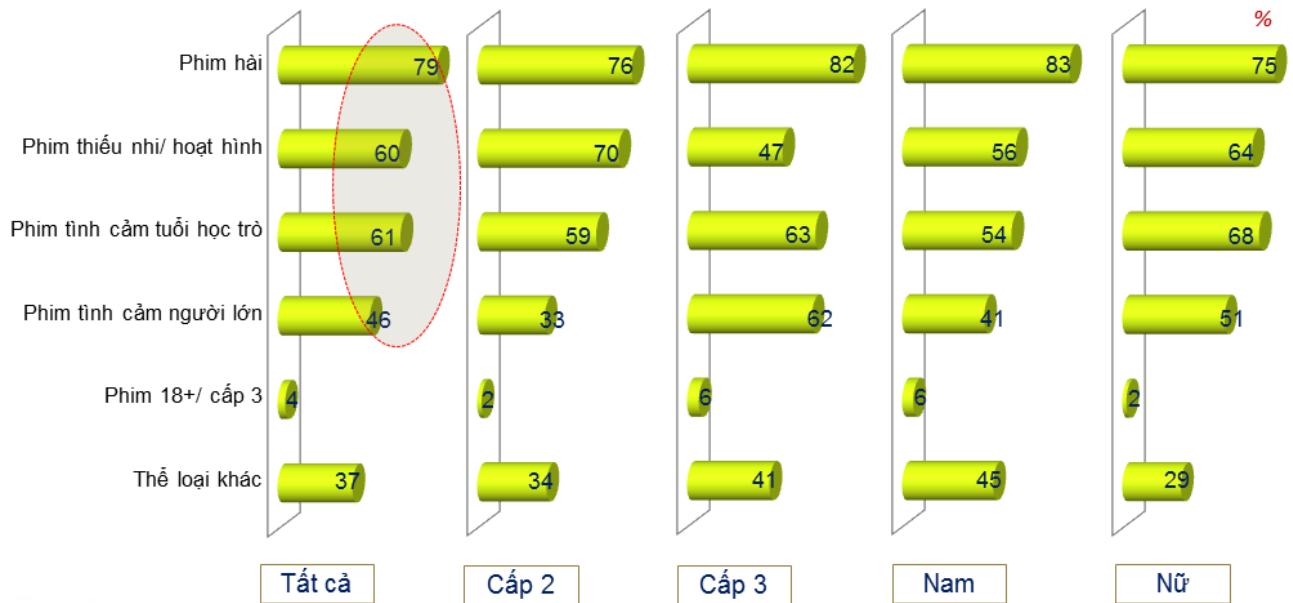 %
Phim hài 79 76 82 83 75
Phim thiếu nhi/ hoạt hình 60 70 47 56 64
Phim tình cảm tuổi học trò 61 59 63 54 68
Phim tình cảm người lớn 46 33 62 41 51
Phim 18+/ cấp 3 4 2 6 6 2
Thể loại khác 37 34 41 45 29
Tất cả Cấp 2 Cấp 3 Nam Nữ